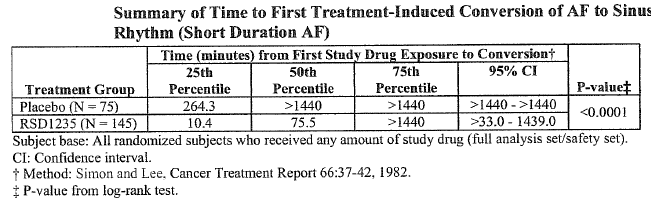 Summary of Time to First Treatment-Induced Conversion of AF to Sinus
Rhythm (Short Duration AF)
Time (minutes) from First Study Drug Exposure to Conversion†
Treatment Group 25th Percentile 50th Percentile 75th Percentile 95% CI P-value‡
Placebo (N = 75) 264.3 >1440 >1440 >1440 - >1440 <0.0001
RSD1235 (N = 145) 10.4 75.5 >1440 >33.0 - 1439.0
Subject base: All randomized subjects who received any amount of study drug (full analysis set/safety set).
CI: Confidence interval.
† Method: Simon and Lee, Cancer Treatment Report 66:37-42, 1982.
‡ P-value from log-rank test.